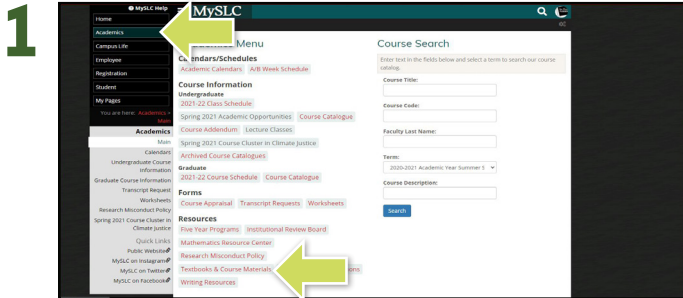 1
MySLC Help
MySLC
Home
Academics
Campus Life
Employee
Registration
Student
My Pages
You are here: Academics >
Main
Academics
Main
Calendars
Undergraduate Course
Information
Graduate Course Information
Transcript Request
Worksheets
Research Misconduct Policy
Spring 2021 Course Cluster in
Climate Justice
Quick Links
Public Website
MySLC on Instagram
MySLC on Twitter
MySLC on Facebook
Menu
Calendars/Schedules
Academic Calendars A/B Week Schedule
Course Information
Undergraduate
2021-22 Class Schedule
Spring 2021 Academic Opportunities Course Catalogue
Course Addendum Lecture Classes
Spring 2021 Course Cluster in Climate Justice
Archived Course Catalogues
Graduate
2021-22 Course Schedule Course Catalogue
Forms
Course Appraisal Transcript Requests Worksheets
Resources
Five Year Programs Institutional Review Board
Mathematics Resource Center
Research Misconduct Policy
Textbooks & Course Materials
Writing Resources
Course Search
Enter text in the fields below and select a term to search our course
catalog.
Course Title:
Course Code:
Faculty Last Name:
Term:
2020-2021 Academic Year Summer S
Course Description:
Search